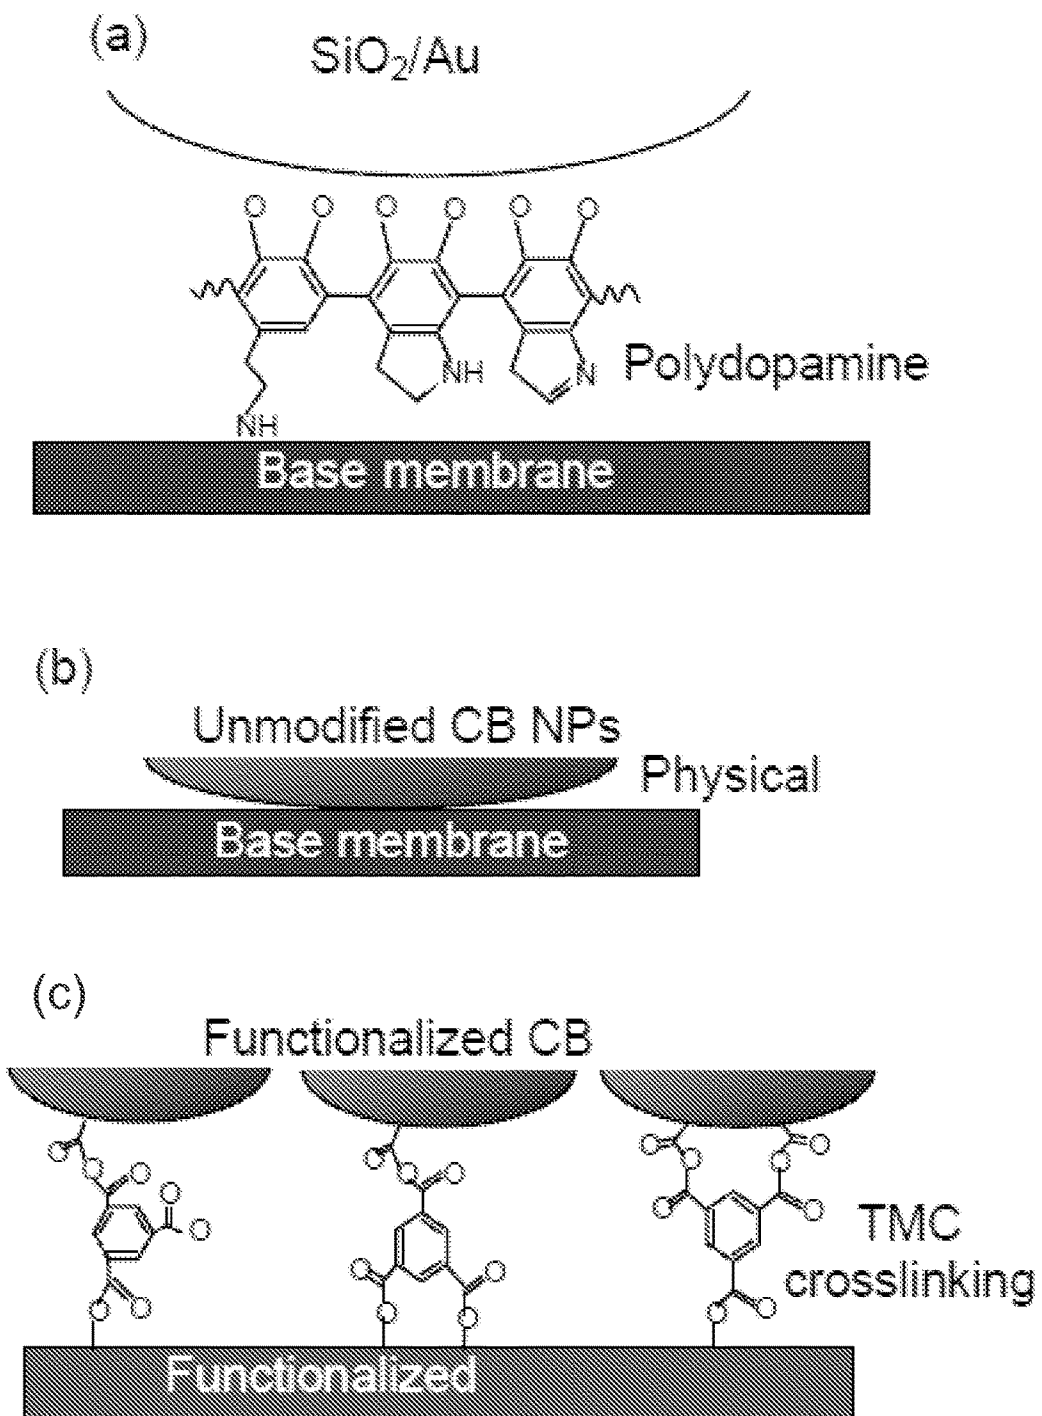 (a)
SiO₂/Au
O O O O O O
NH
N
Polydopamine
NH
Base membrane
(b)
Unmodified CB NPs
Physical
Base membrane
(c)
Functionalized CB
O O O O O
O O O O
O O O O O
O O
TMC
crosslinking
O O O O
O O O O
Functionalized